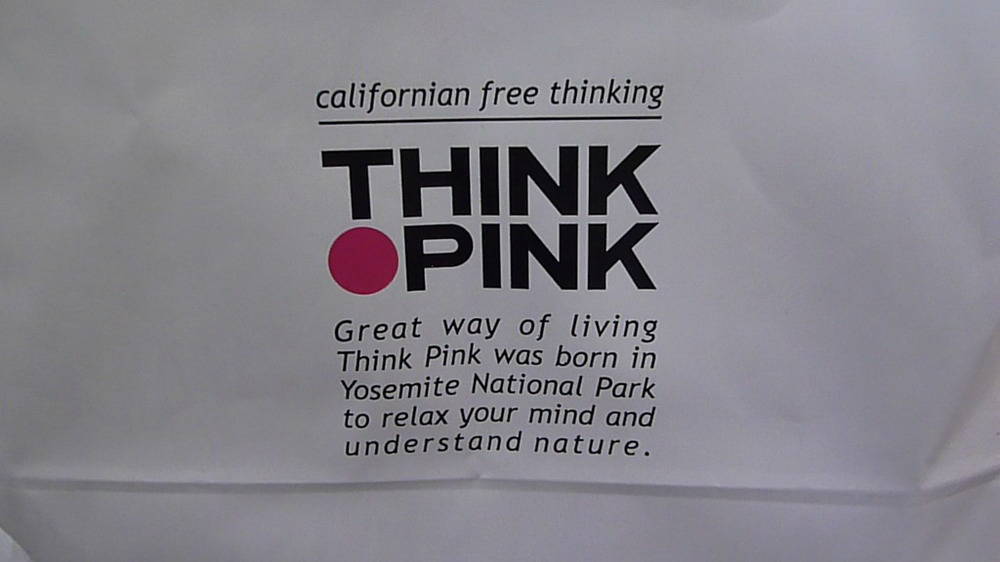 californian free thinking
THINK
PINK
Great way of living
Think Pink was born in
Yosemite National Park
to relax your mind and
understand nature.